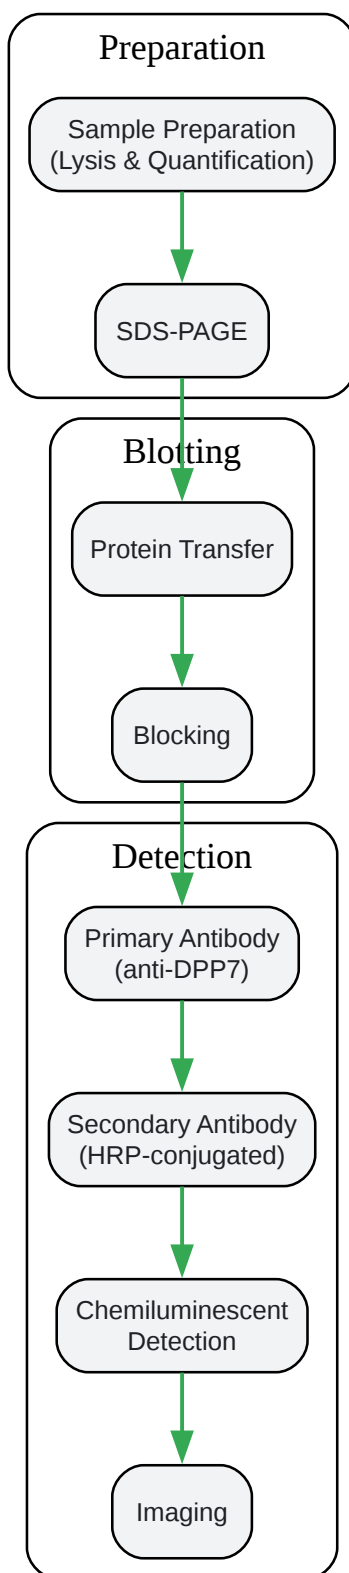 Preparation
Sample Preparation
(Lysis & Quantification)
SDS-PAGE
Blotting
Protein Transfer
Blocking
Detection
Primary Antibody
(anti-DPP7)
Secondary Antibody
(HRP-conjugated)
Chemiluminescent
Detection
Imaging